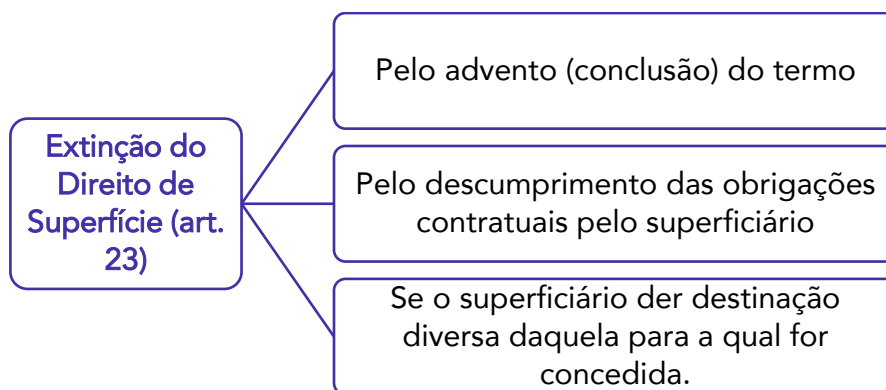 Extinção do
Direito de
Superfície (art.
23)
Pelo advento (conclusão) do termo
Pelo descumprimento das obrigações
contratuais pelo superficiário
Se o superficiário der destinação
diversa daquela para a qual for
concedida.